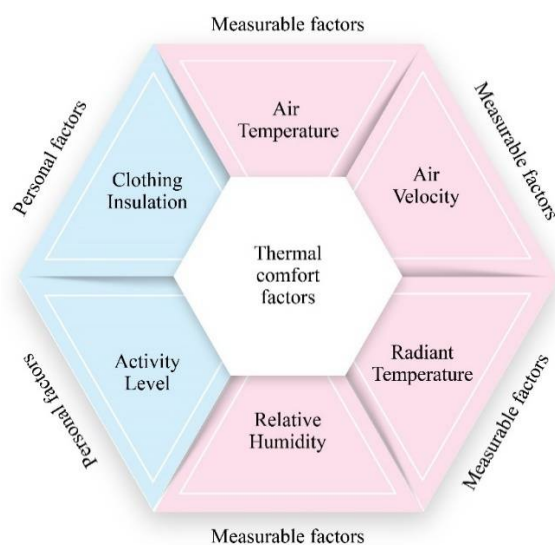 Measurable factors
Air
Temperature
Measurable factors
Air
Velocity
Personal factors
Clothing
Insulation
Thermal
comfort
factors
Activity
Level
Personal factors
Radiant
Temperature
Measurable factors
Relative
Humidity
Measurable factors